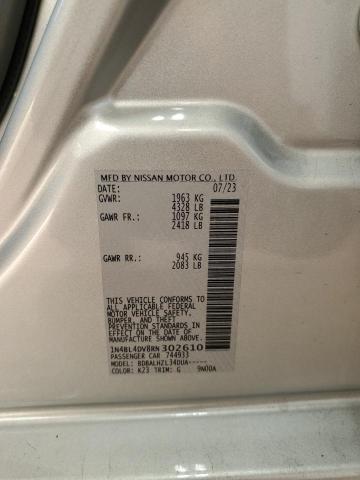 MFD BY NISSAN MOTOR CO., LTD.
DATE: 07/23
GVWR: 1963 KG
4328 LB
GAWR FR.: 1097 KG
2418 LB
GAWR RR.: 945 KG
2083 LB
THIS VEHICLE CONFORMS TO
ALL APPLICABLE FEDERAL
MOTOR VEHICLE SAFETY,
BUMPER, AND THEFT
PREVENTION STANDARDS IN
EFFECT ON THE DATE OF
MANUFACTURE SHOWN ABOVE.
1N4BL4DV8RN302610
PASSENGER CAR 744933
MODEL: BDBALHZL34DUA-----
COLOR: K23 TRIM: G 9N00A